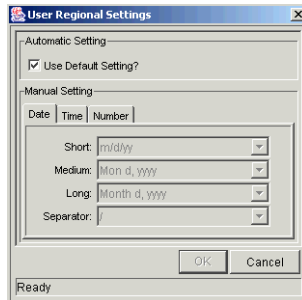 User Regional Settings
Automatic Setting
Use Default Setting?
Manual Setting
Date Time Number
Short: m/d/yy
Medium: Mon d, yyyy
Long: Month d, yyyy
Separator: /
OK Cancel
Ready